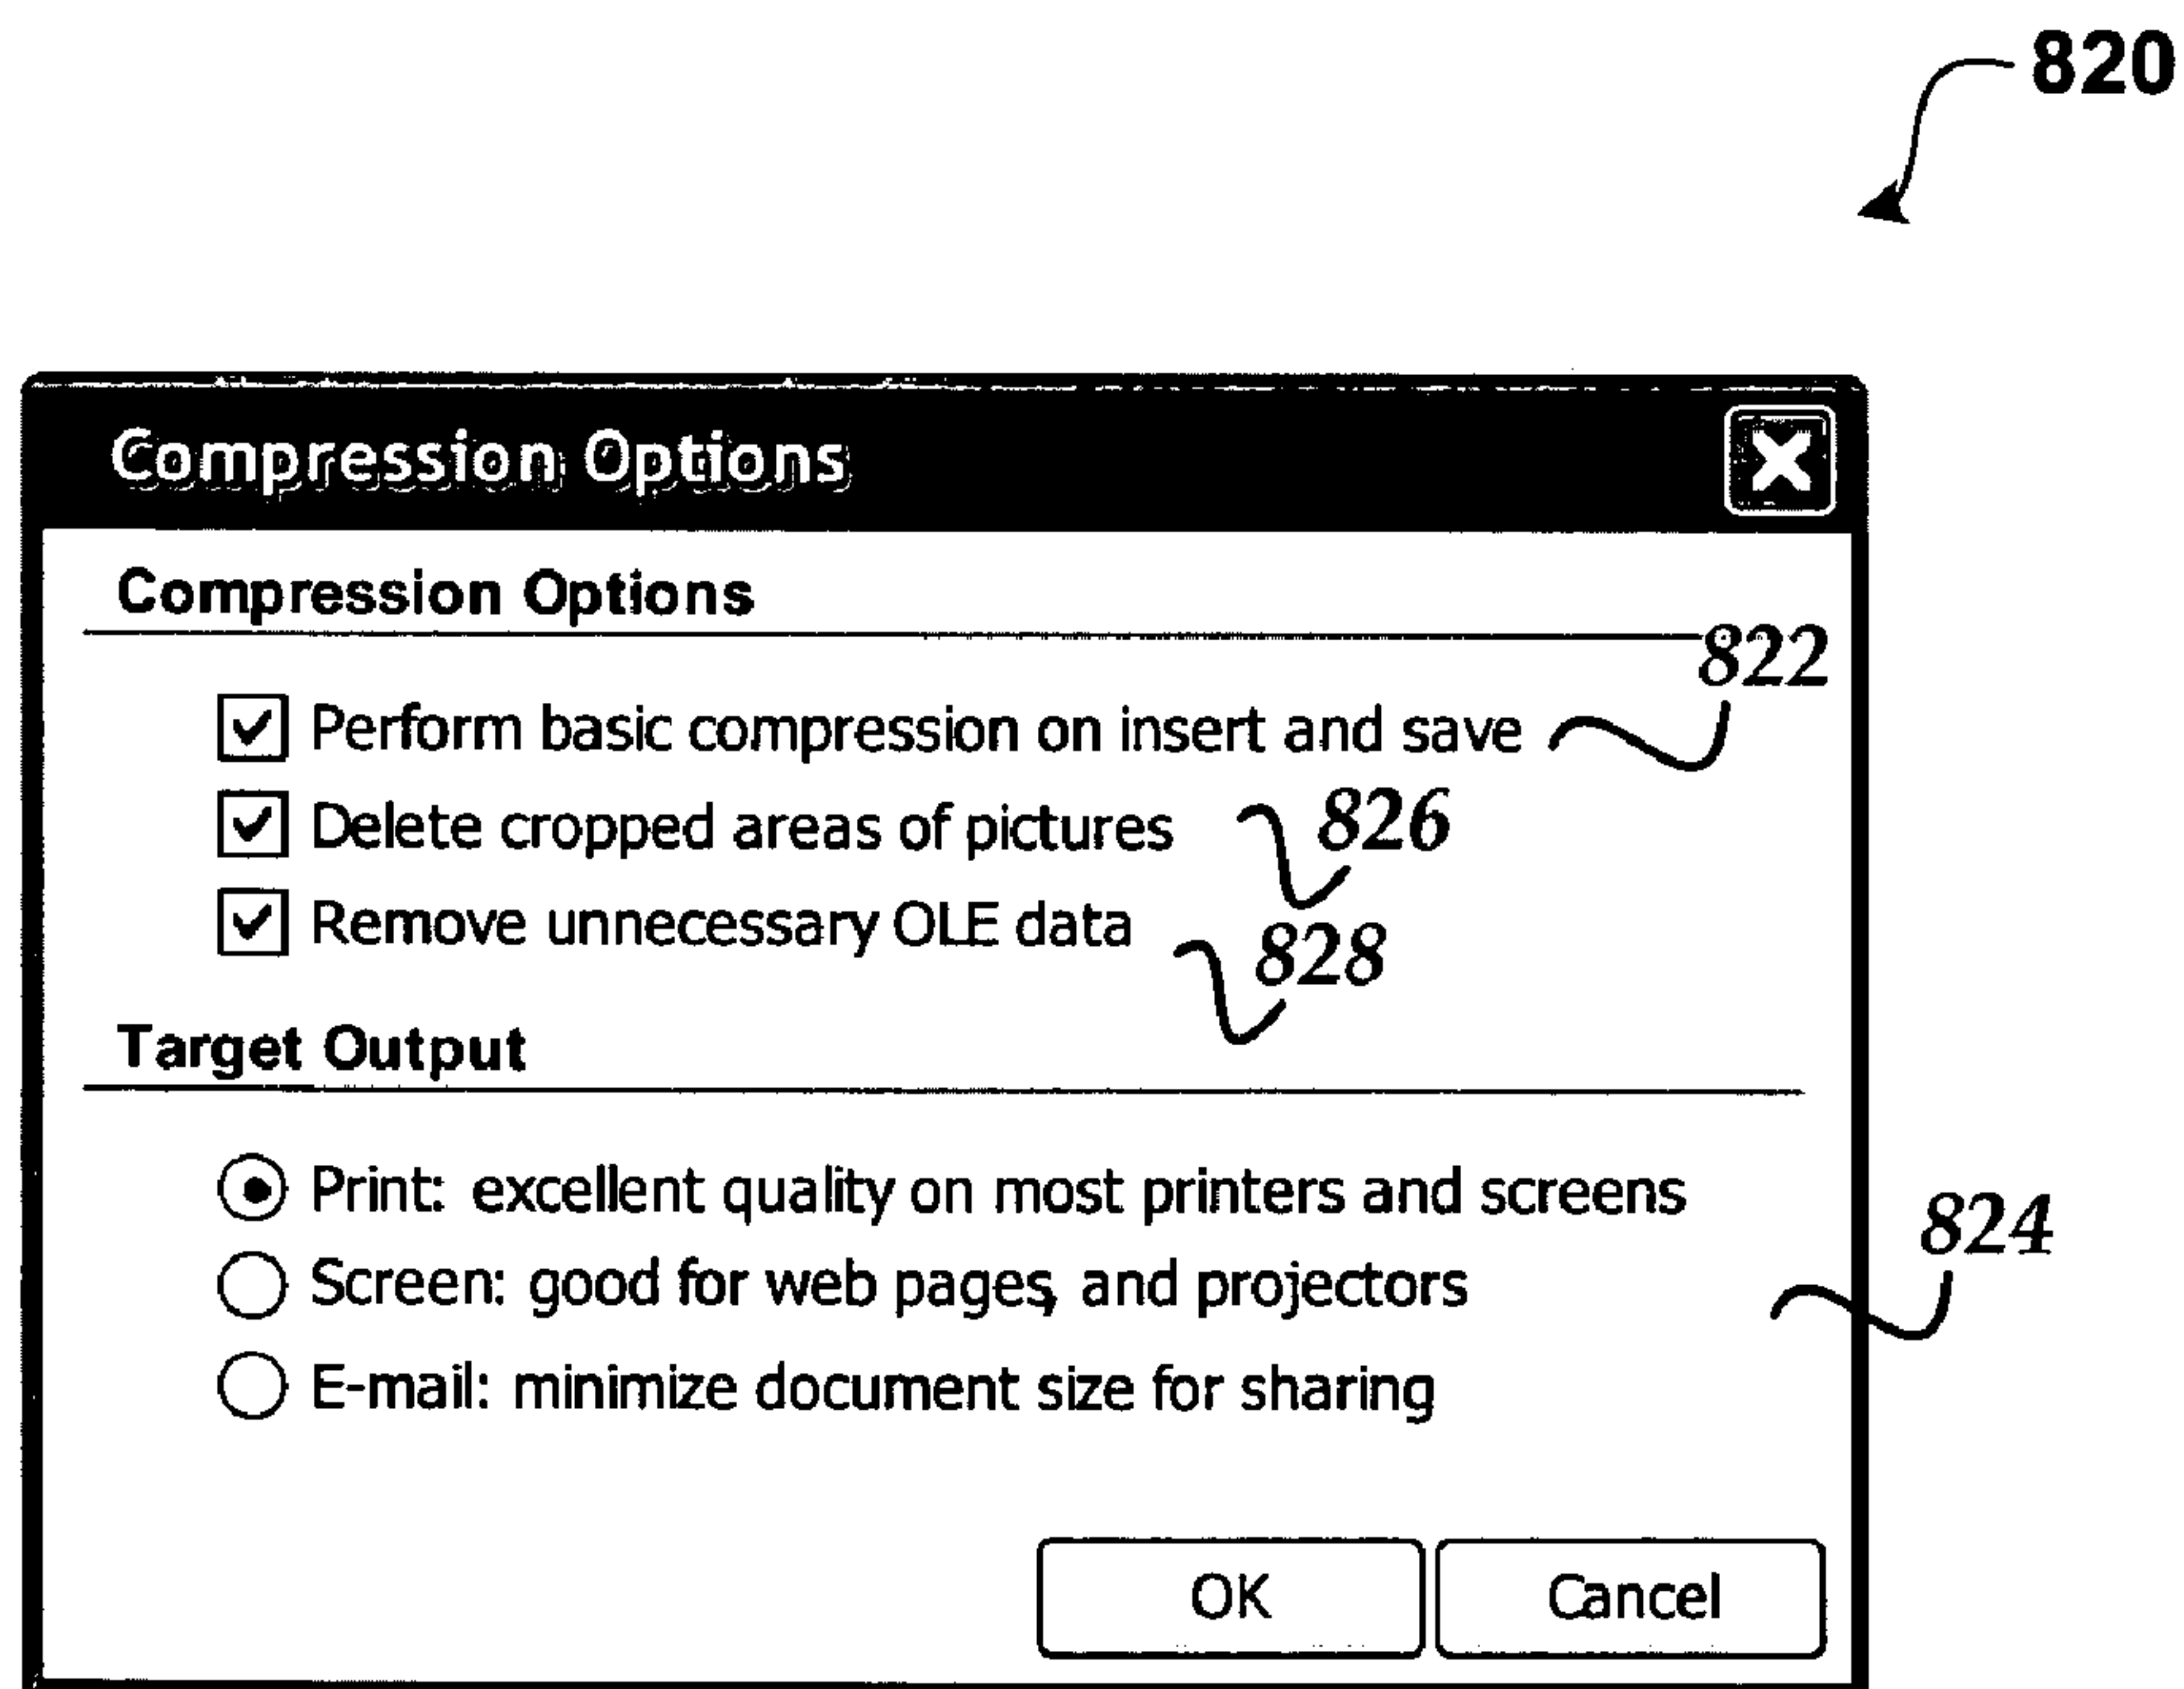 820
Compression Options
Compression Options
822
Perform basic compression on insert and save
Delete cropped areas of pictures 826
Remove unnecessary OLE data 828
Target Output
Print: excellent quality on most printers and screens
824
Screen: good for web pages, and projectors
E-mail: minimize document size for sharing
OK Cancel